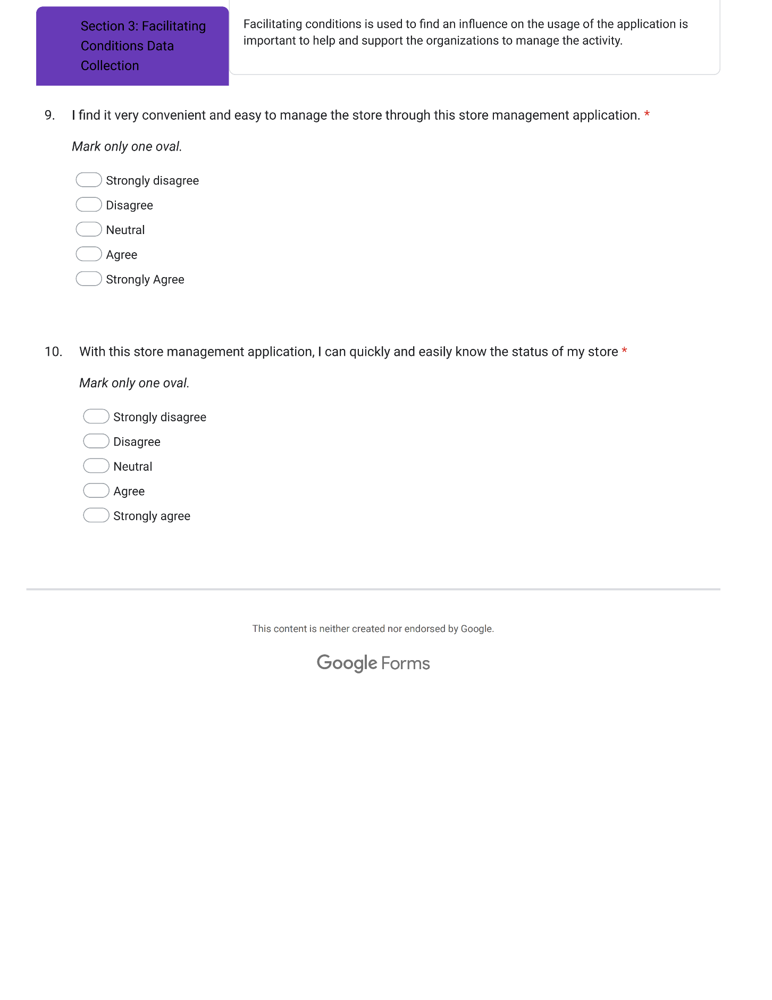 Section 3: Facilitating
Conditions Data
Collection
Facilitating conditions is used to find an influence on the usage of the application is
important to help and support the organizations to manage the activity.
9. I find it very convenient and easy to manage the store through this store management application. *
Mark only one oval.
Strongly disagree
Disagree
Neutral
Agree
Strongly Agree
10. With this store management application, I can quickly and easily know the status of my store *
Mark only one oval.
Strongly disagree
Disagree
Neutral
Agree
Strongly agree
This content is neither created nor endorsed by Google.
Google Forms